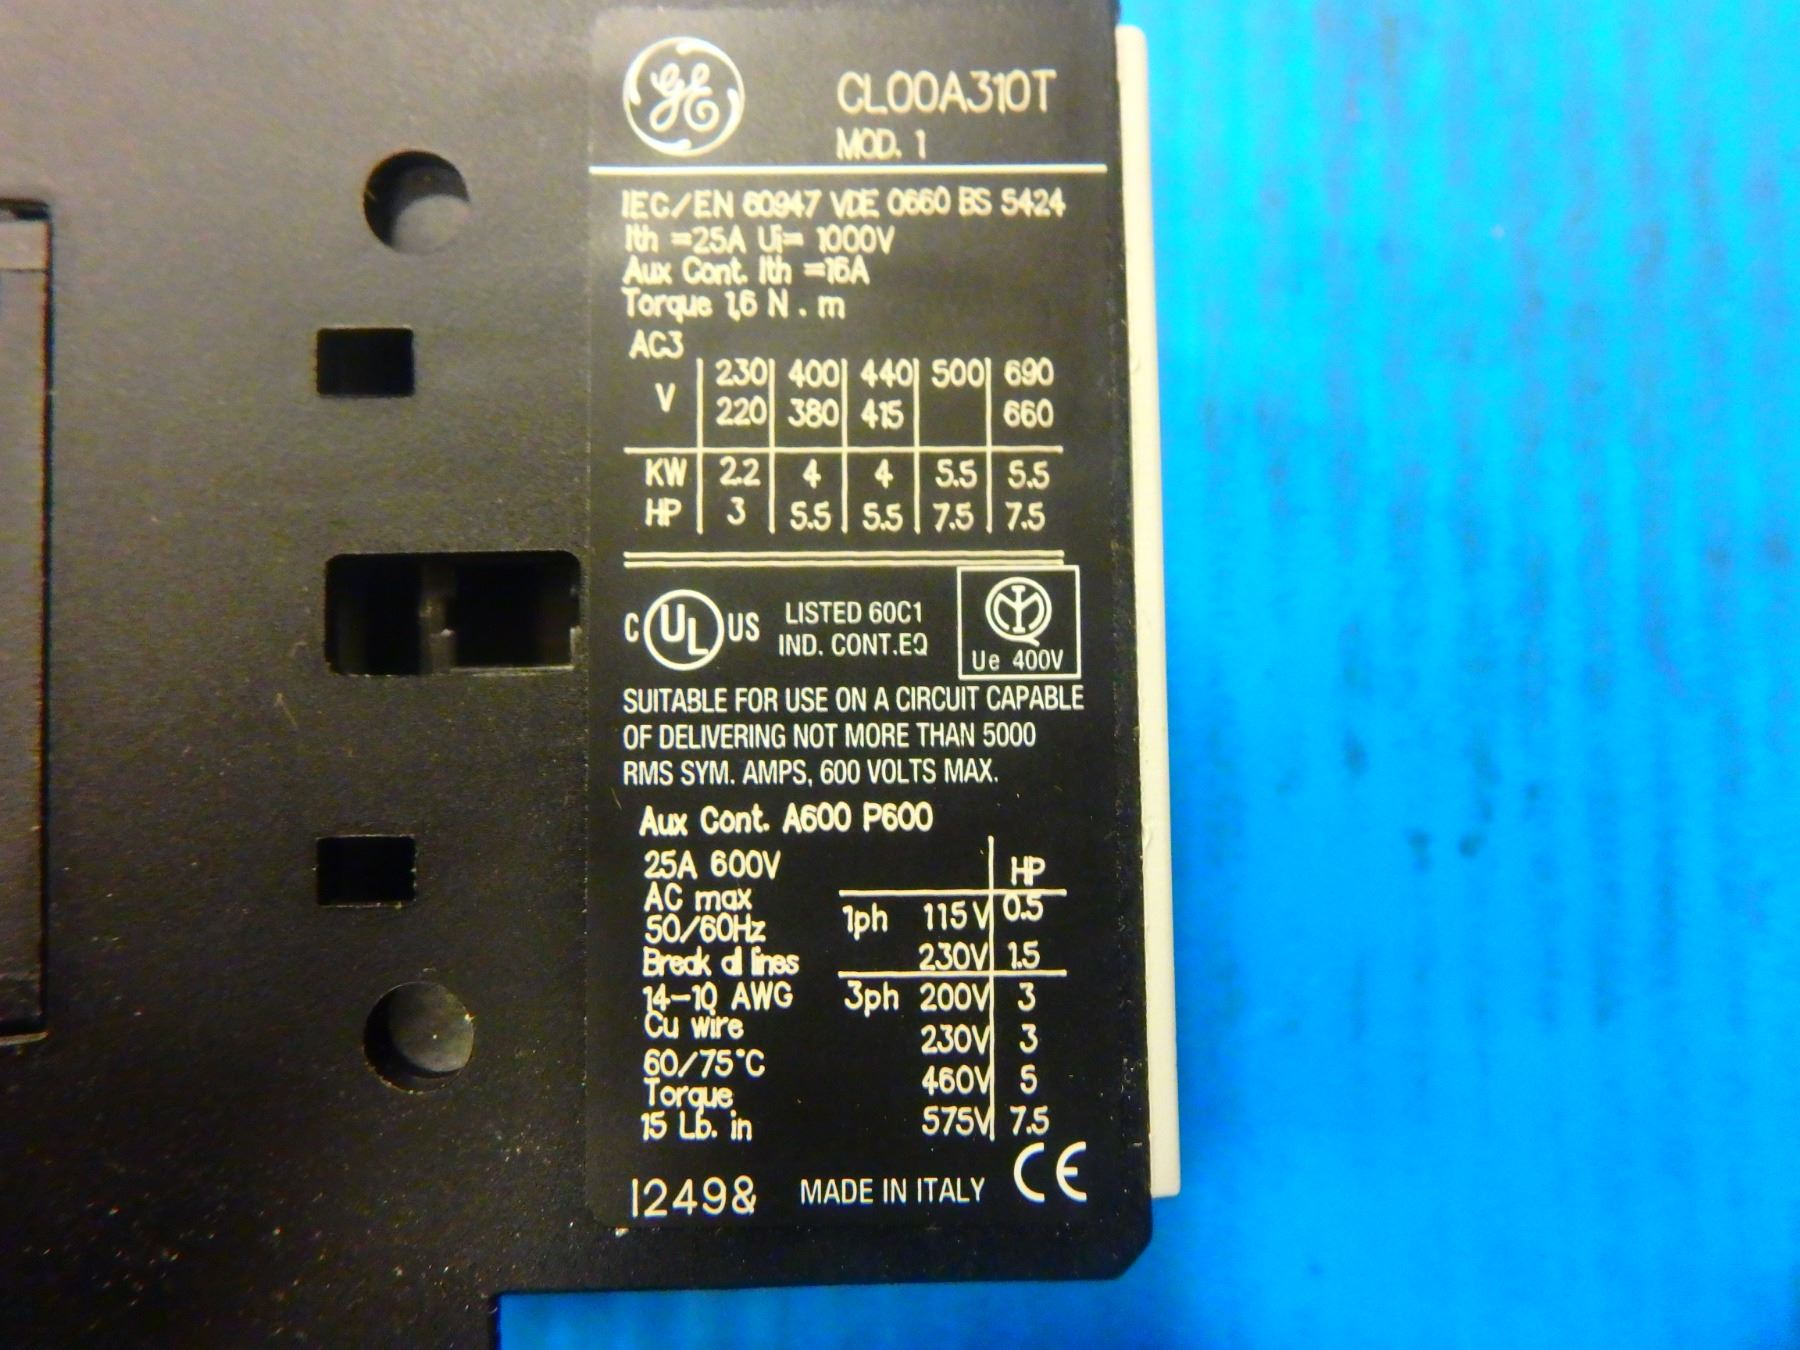 GE
CL00A310T
MOD. 1
IEC/EN 60947 VDE 0660 BS 5424
Ith =25A Ui= 1000V
Aux Cont. Ith =16A
Torque 1,6 N . m
AC3
V 230 400 440 500 690
220 380 415 660
KW 2.2 4 4 5.5 5.5
HP 3 5.5 5.5 7.5 7.5
C UL US LISTED 60C1
IND. CONT.EQ
Ue 400V
SUITABLE FOR USE ON A CIRCUIT CAPABLE
OF DELIVERING NOT MORE THAN 5000
RMS SYM. AMPS, 600 VOLTS MAX.
Aux Cont. A600 P600
25A 600V
AC max
50/60Hz
Break all lines
14-10 AWG
Cu wire
60/75°C
Torque
15 Lb. in
HP
1ph 115V 0.5
230V 1.5
3ph 200V 3
230V 3
460V 5
575V 7.5
I249& MADE IN ITALY CE